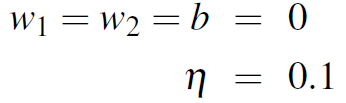 w₁ = w₂ = b = 0
η = 0.1